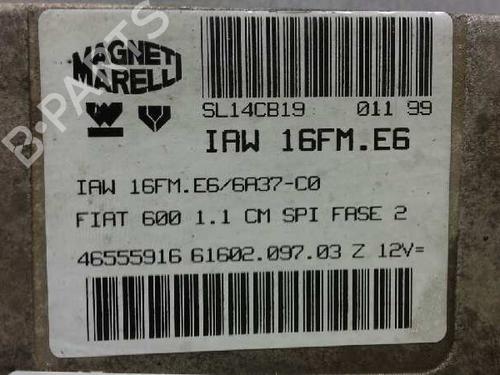 MAGNETI
MARELLI
SL14CB19 011 99
IAW 16FM.E6
IAW 16FM.E6/6A37-C0
FIAT 600 1.1 CM SPI FASE 2
46555916 61602.097.03 Z 12V=
B-PARTS